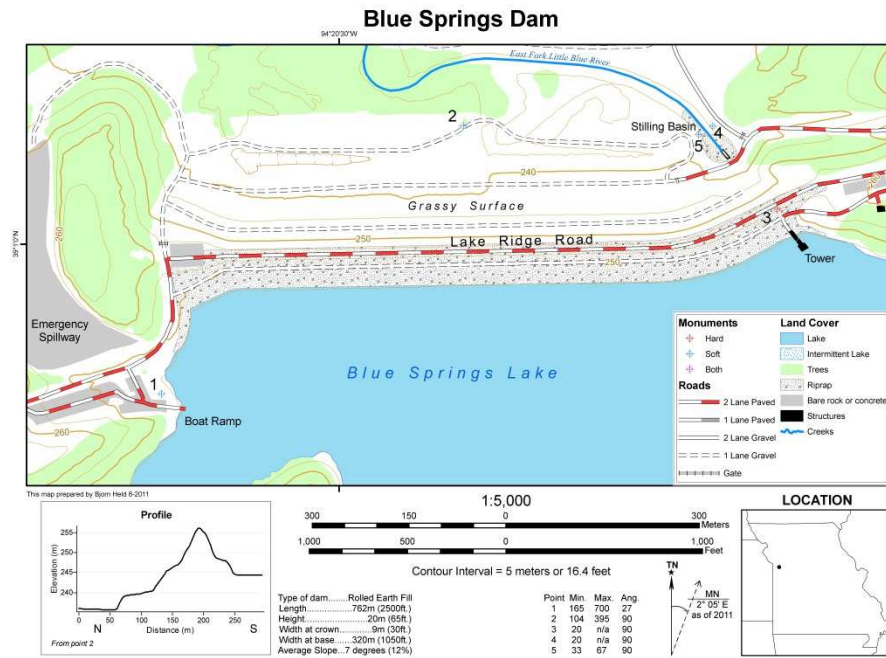 Blue Springs Dam
94°20'30"W
East Fork Little Blue River
2
Stilling Basin
4
5
240
Grassy Surface
260
3
250
Lake Ridge Road
250
39°1'0"N
260
Tower
Emergency
Spillway
Blue Springs Lake
1
Boat Ramp
260
Monuments
Hard
Soft
Both
Roads
2 Lane Paved
1 Lane Paved
2 Lane Gravel
1 Lane Gravel
Gate
Land Cover
Lake
Intermittent Lake
Trees
Riprap
Bare rock or concrete
Structures
Creeks
This map prepared by Bjorn Held 8-2011
Profile
Elevation (m)
255
250
245
240
235
0 50 100 150 200 250
N Distance (m) S
From point 2
1:5,000
300 150 0 300
Meters
1,000 500 0 1,000
Feet
Contour Interval = 5 meters or 16.4 feet
Type of dam.......Rolled Earth Fill
Length...............762m (2500ft.)
Height....................20m (65ft.)
Width at crown.....9m (30ft.)
Width at base...320m (1050ft.)
Average Slope...7 degrees (12%)
Point Min. Max. Ang.
1 165 700 27
2 104 395 90
3 20 n/a 90
4 20 n/a 90
5 33 67 90
TN
MN
2° 05' E
as of 2011
LOCATION